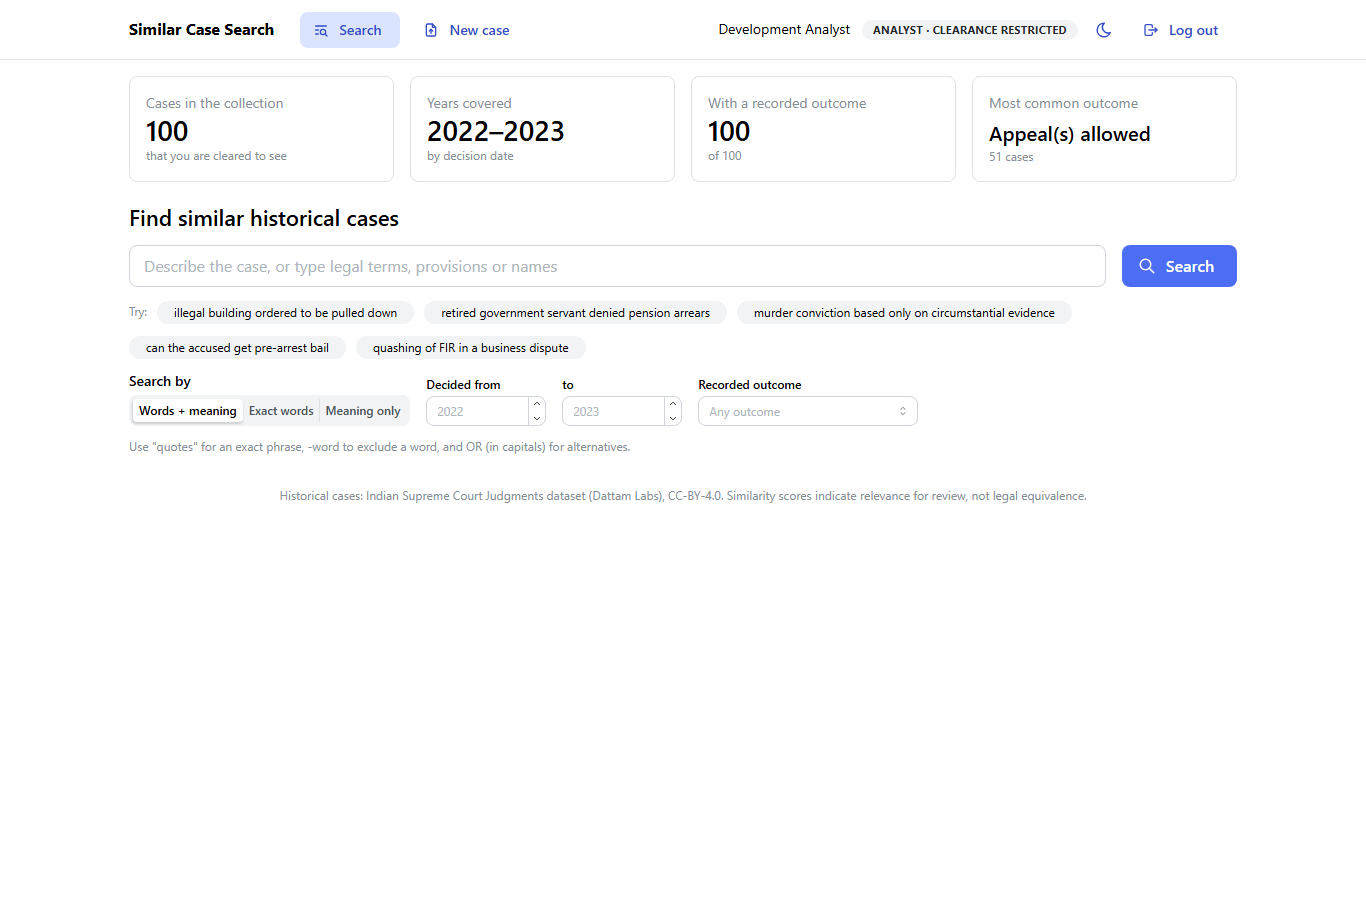 Similar Case Search
Search
New case
Development Analyst
ANALYST · CLEARANCE RESTRICTED
Log out
Cases in the collection
100
that you are cleared to see
Years covered
2022–2023
by decision date
With a recorded outcome
100
of 100
Most common outcome
Appeal(s) allowed
51 cases
Find similar historical cases
Describe the case, or type legal terms, provisions or names
Search
Try:
illegal building ordered to be pulled down
retired government servant denied pension arrears
murder conviction based only on circumstantial evidence
can the accused get pre-arrest bail
quashing of FIR in a business dispute
Search by
Words + meaning
Exact words
Meaning only
Decided from
2022
to
2023
Recorded outcome
Any outcome
Use "quotes" for an exact phrase, -word to exclude a word, and OR (in capitals) for alternatives.
Historical cases: Indian Supreme Court Judgments dataset (Dattam Labs), CC-BY-4.0. Similarity scores indicate relevance for review, not legal equivalence.